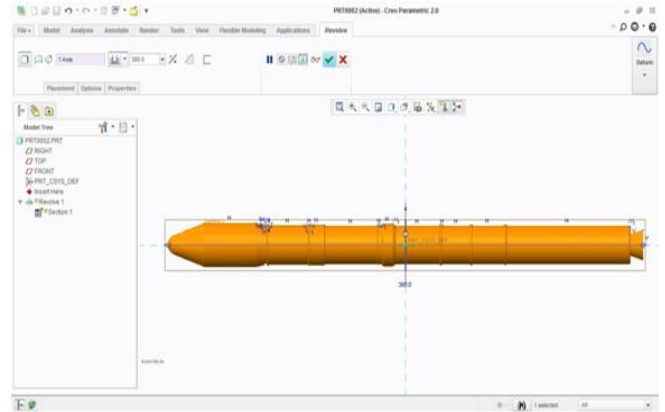 PRT0002 (Active) - Creo Parametric 2.0
File Model Analysis Annotate Render Tools View Flexible Modeling Applications Revolve
1 Axis 360.0
Datum
Placement Options Properties
Model Tree
PRT0002.PRT
RIGHT
TOP
FRONT
PRT_CSYS_DEF
Insert Here
Revolve 1
Section 1
PRT_CSYS_DEF
360.0
1 selected All